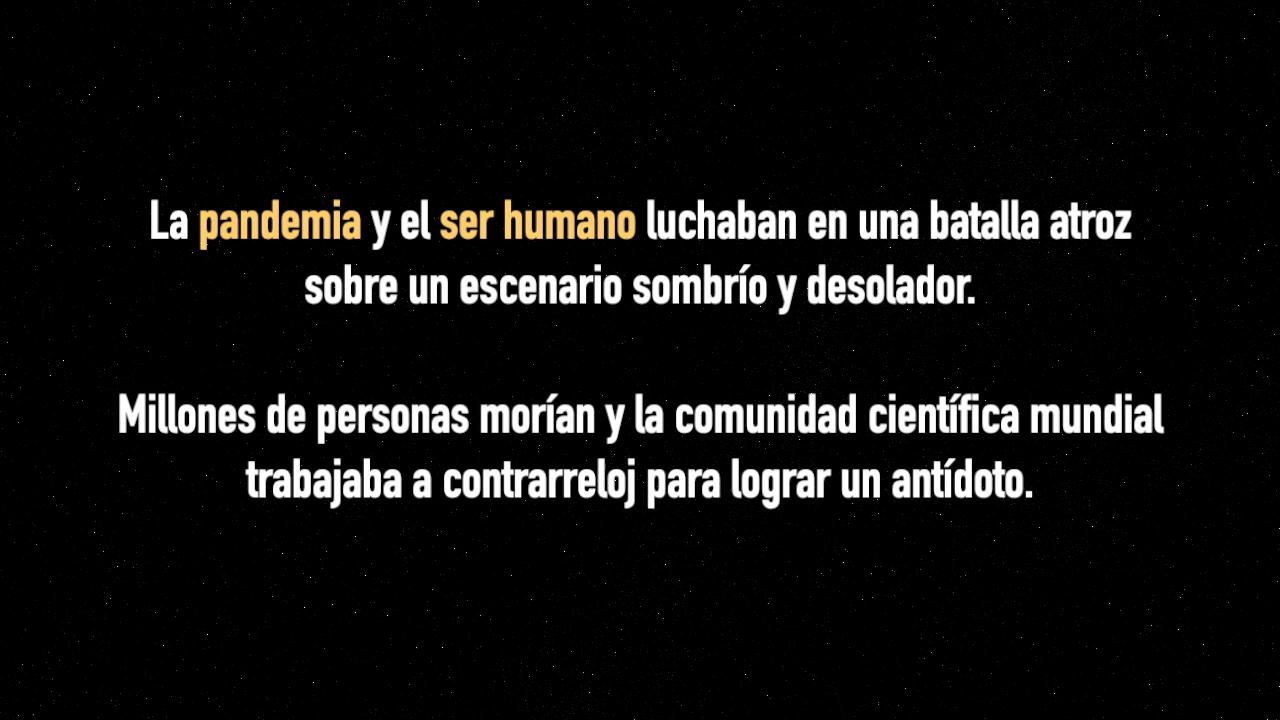 La pandemia y el ser humano luchaban en una batalla atroz
sobre un escenario sombrío y desolador.
Millones de personas morían y la comunidad científica mundial
trabajaba a contrarreloj para lograr un antídoto.